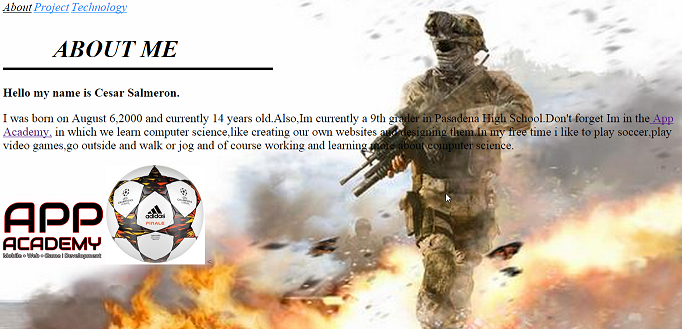 About Project Technology
ABOUT ME
Hello my name is Cesar Salmeron.
I was born on August 6,2000 and currently 14 years old.Also,Im currently a 9th grader in Pasadena High School.Don't forget Im in the App
Academy. in which we learn computer science,like creating our own websites and designing them.In my free time i like to play soccer,play
video games,go outside and walk or jog and of course working and learning more about computer science.
APP
ACADEMY
Mobile • Web • Game | Development
adidas
FINALE